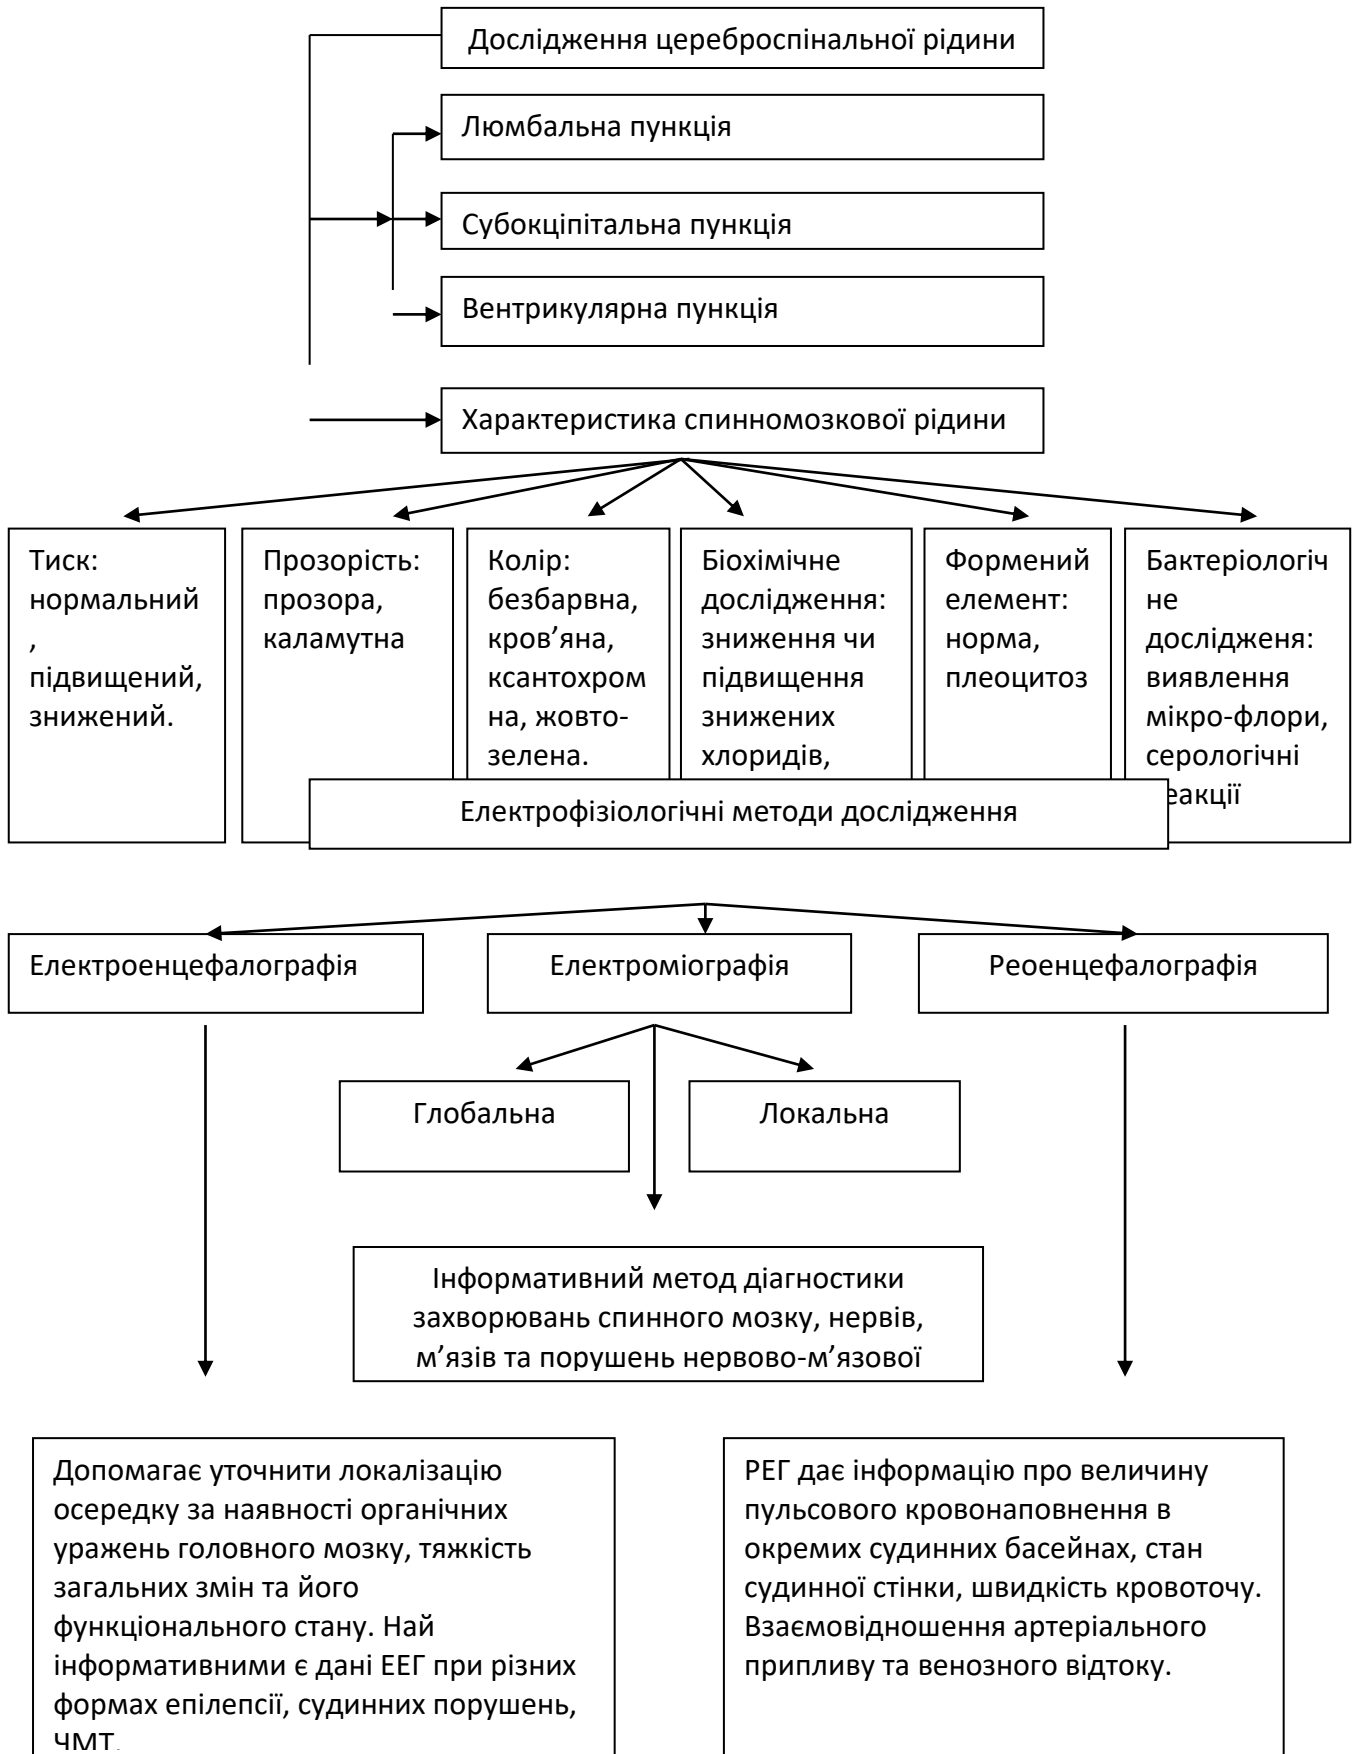 Дослідження цереброспінальної рідини
Люмбальна пункція
Субокціпітальна пункція
Вентрикулярна пункція
Характеристика спинномозкової рідини
Тиск:
нормальний
,
підвищений,
знижений.
Прозорість:
прозора,
каламутна
Колір:
безбарвна,
кров’яна,
ксантохром
на, жовто-
зелена.
Біохімічне
дослідження:
зниження чи
підвищення
знижених
хлоридів,
Формений
елемент:
норма,
плеоцитоз
Бактеріологіч
не
дослідженя:
виявлення
мікро-флори,
серологічні
еакції
Електрофізіологічні методи дослідження
Електроенцефалографія
Електроміографія
Реоенцефалографія
Глобальна
Локальна
Інформативний метод діагностики
захворювань спинного мозку, нервів,
м’язів та порушень нервово-м’язової
Допомагає уточнити локалізацію
осередку за наявності органічних
уражень головного мозку, тяжкість
загальних змін та його
функціонального стану. Най
інформативними є дані ЕЕГ при різних
формах епілепсії, судинних порушень,
ЧМТ.
РЕГ дає інформацію про величину
пульсового кровонаповнення в
окремих судинних басейнах, стан
судинної стінки, швидкість кровоточу.
Взаємовідношення артеріального
припливу та венозного відтоку.